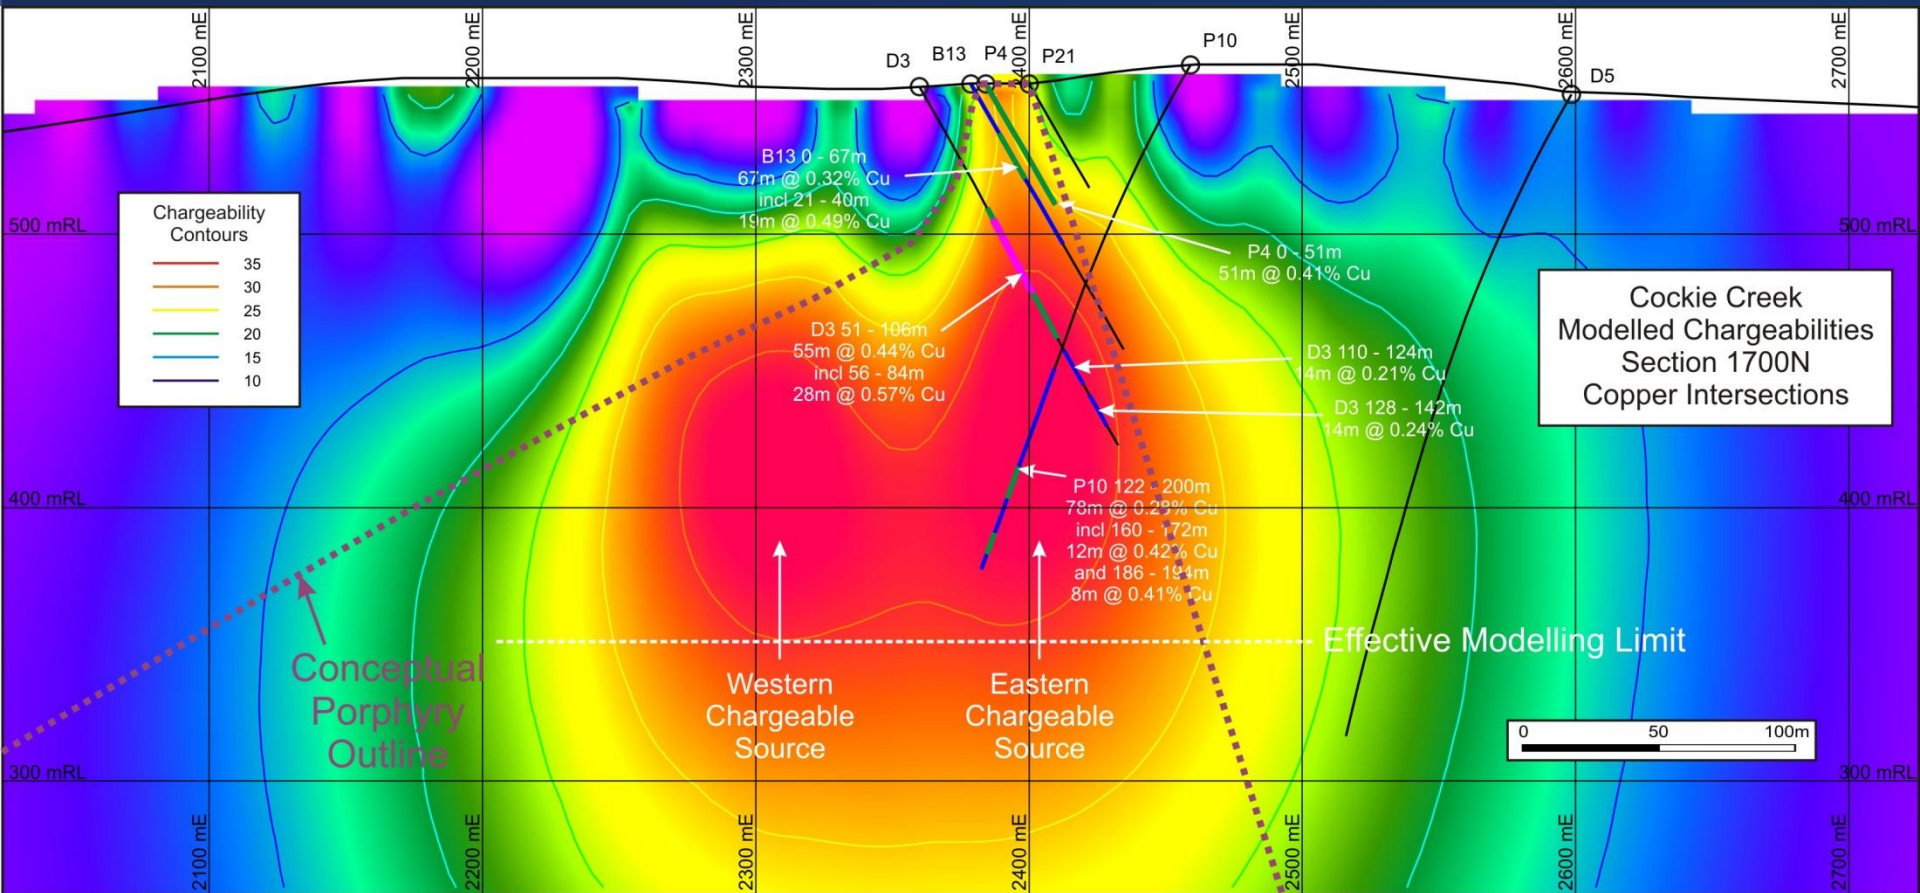 2100 mE
2200 mE
2300 mE
2400 mE
2500 mE
2600 mE
2700 mE
D3
B13
P4
P21
P10
D5
B13 0 - 67m
67m @ 0.32% Cu
incl 21 - 40m
19m @ 0.49% Cu
Chargeability
Contours
35
30
25
20
15
10
500 mRL
500 mRL
P4 0 - 51m
51m @ 0.41% Cu
Cockie Creek
Modelled Chargeabilities
Section 1700N
Copper Intersections
D3 51 - 106m
55m @ 0.44% Cu
incl 56 - 84m
28m @ 0.57% Cu
D3 110 - 124m
14m @ 0.21% Cu
D3 128 - 142m
14m @ 0.24% Cu
400 mRL
400 mRL
P10 122 - 200m
78m @ 0.28% Cu
incl 160 - 172m
12m @ 0.42% Cu
and 186 - 194m
8m @ 0.41% Cu
Effective Modelling Limit
Conceptual
Porphyry
Outline
Western
Chargeable
Source
Eastern
Chargeable
Source
0 50 100m
300 mRL
300 mRL
2100 mE
2200 mE
2300 mE
2400 mE
2500 mE
2600 mE
2700 mE